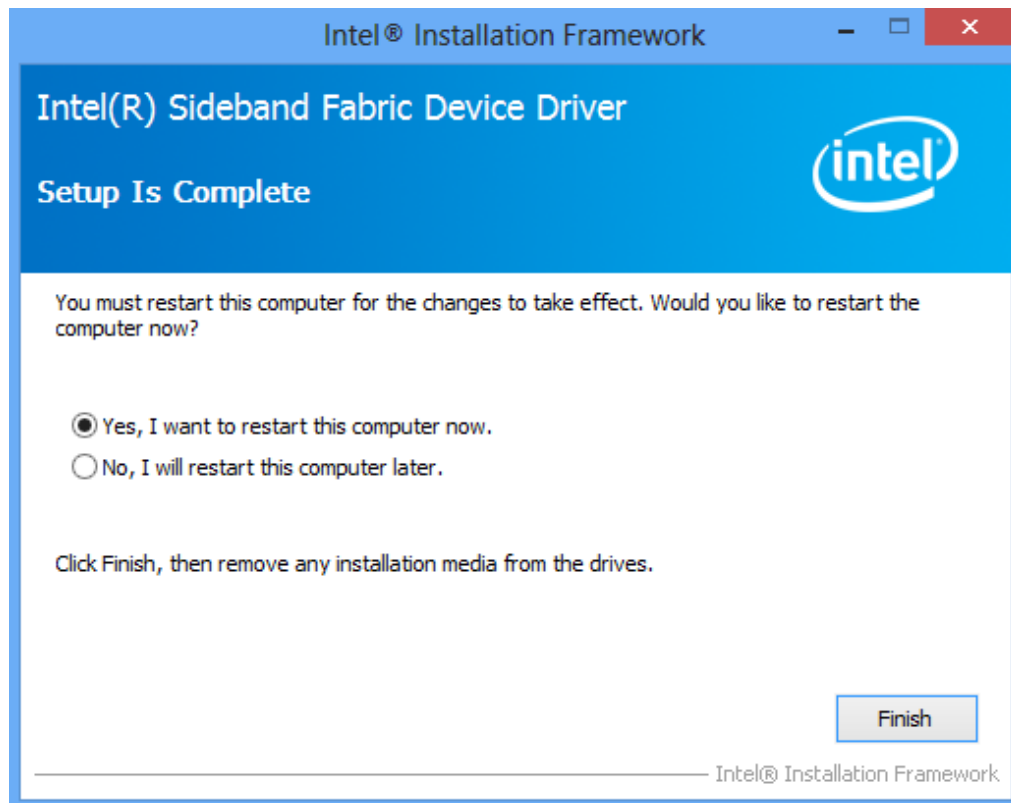 Intel® Installation Framework
Intel(R) Sideband Fabric Device Driver
intel
Setup Is Complete
You must restart this computer for the changes to take effect. Would you like to restart the
computer now?
Yes, I want to restart this computer now.
No, I will restart this computer later.
Click Finish, then remove any installation media from the drives.
Finish
Intel® Installation Framework